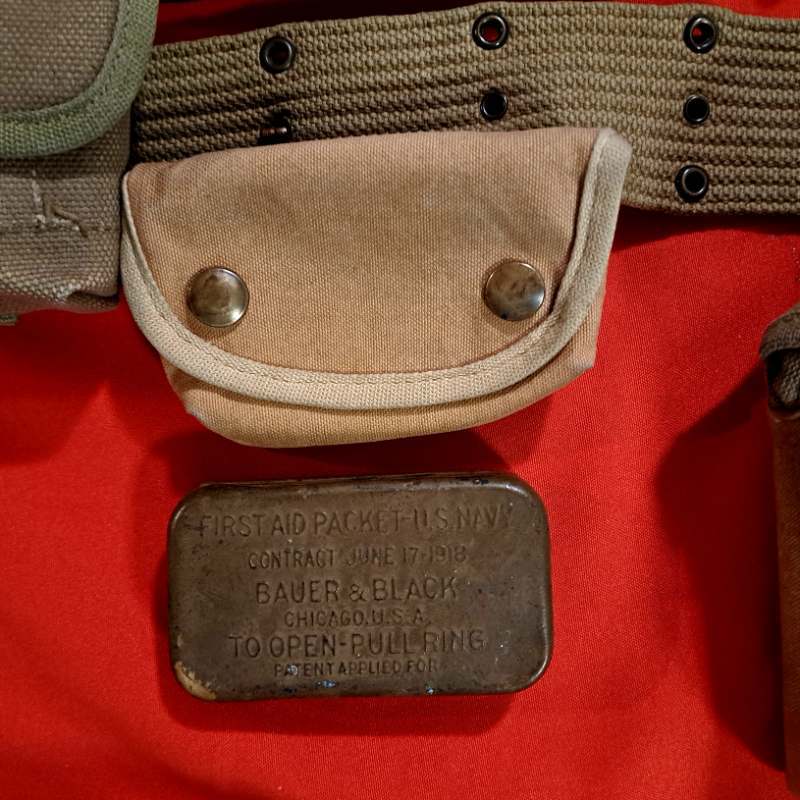 FIRST AID PACKET-U.S. NAVY
CONTRACT JUNE 17-1918.
BAUER & BLACK
CHICAGO, U.S.A.
TO OPEN-PULL RING
PATENT APPLIED FOR